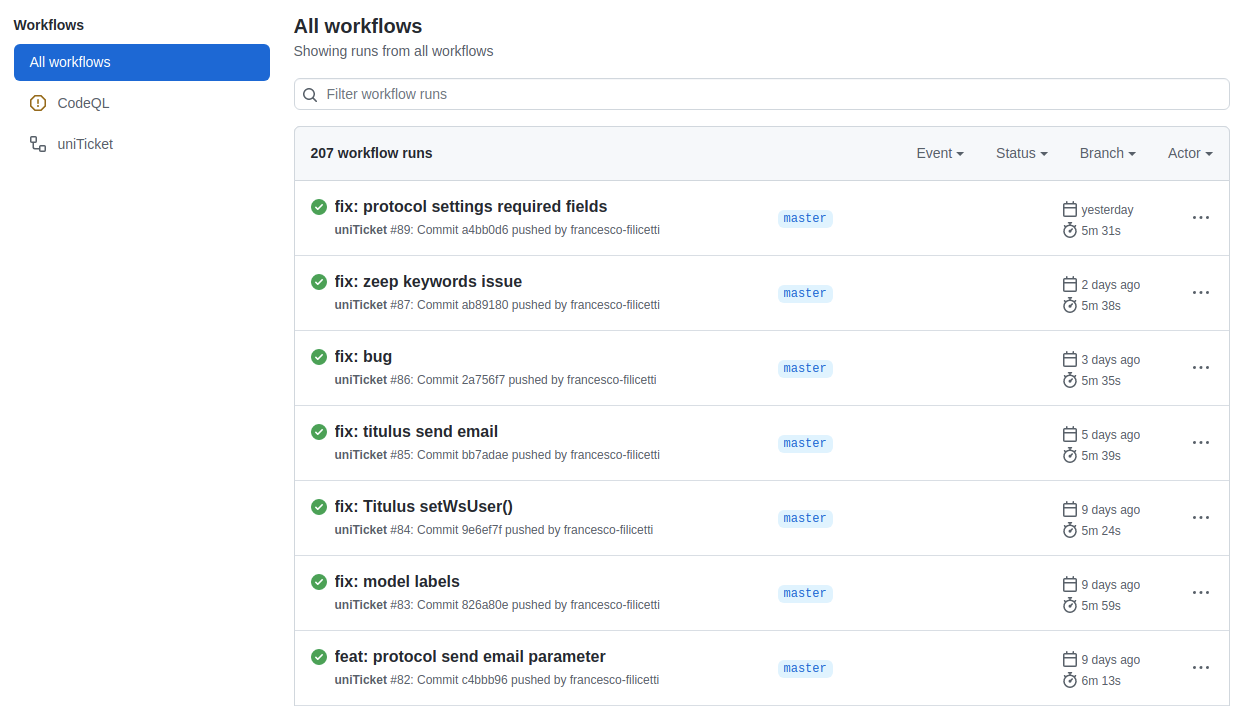 Workflows
All workflows
CodeQL
uniTicket
All workflows
Showing runs from all workflows
Filter workflow runs
207 workflow runs Event Status Branch Actor
fix: protocol settings required fields
uniTicket #89: Commit a4bb0d6 pushed by francesco-filicetti
master
yesterday
5m 31s
fix: zeep keywords issue
uniTicket #87: Commit ab89180 pushed by francesco-filicetti
master
2 days ago
5m 38s
fix: bug
uniTicket #86: Commit 2a756f7 pushed by francesco-filicetti
master
3 days ago
5m 35s
fix: titulus send email
uniTicket #85: Commit bb7adae pushed by francesco-filicetti
master
5 days ago
5m 39s
fix: Titulus setWsUser()
uniTicket #84: Commit 9e6ef7f pushed by francesco-filicetti
master
9 days ago
5m 24s
fix: model labels
uniTicket #83: Commit 826a80e pushed by francesco-filicetti
master
9 days ago
5m 59s
feat: protocol send email parameter
uniTicket #82: Commit c4bbb96 pushed by francesco-filicetti
master
9 days ago
6m 13s